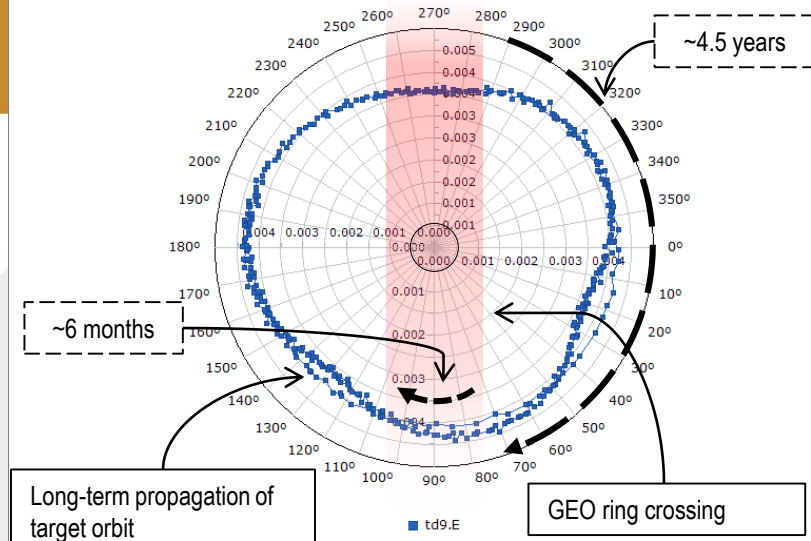 260º
270º
280º
290º
300º
310º
320º
330º
340º
350º
0º
10º
20º
30º
40º
50º
60º
70º
80º
90º
100º
110º
120º
130º
140º
150º
160º
170º
180º
190º
200º
210º
220º
230º
240º
250º
0.005
0.004
0.004
0.003
0.003
0.002
0.002
0.001
0.001
0.004 0.003 0.002 0.001 0.000
0.000
0.000 0.001 0.002 0.003 0.004
0.001
0.002
0.003
0.004
~4.5 years
~6 months
Long-term propagation of
target orbit
GEO ring crossing
td9.E